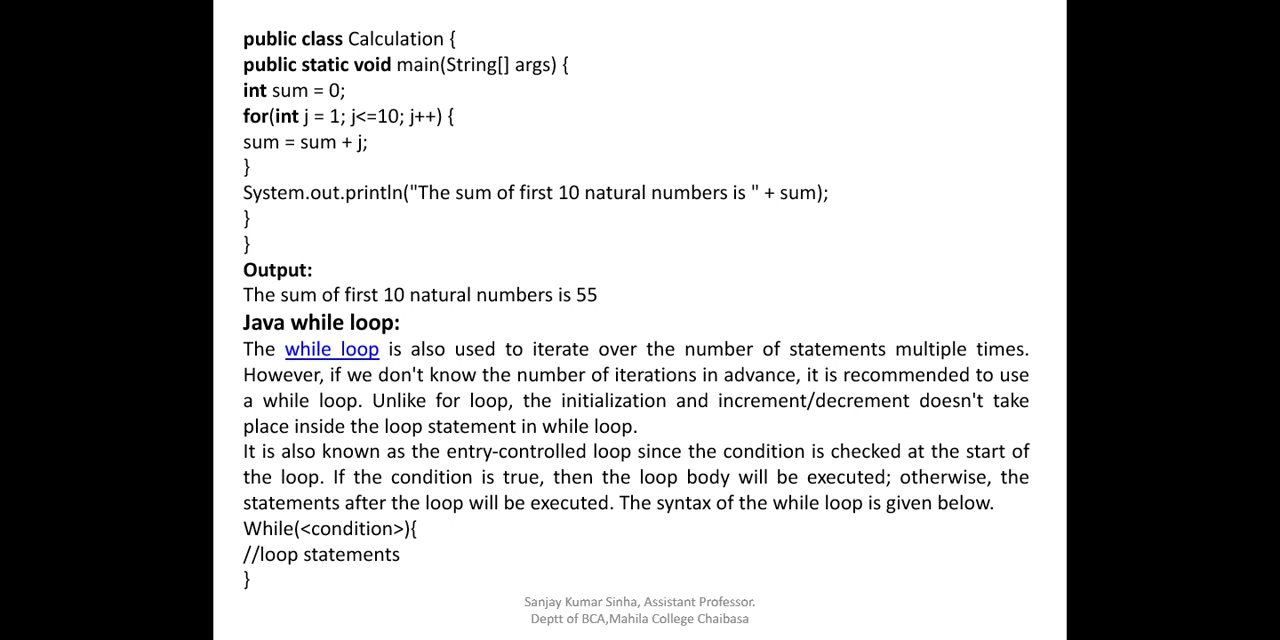 public class Calculation {
public static void main(String[] args) {
int sum = 0;
for(int j = 1; j<=10; j++) {
sum = sum + j;
}
System.out.println("The sum of first 10 natural numbers is " + sum);
}
}
Output:
The sum of first 10 natural numbers is 55
Java while loop:
The while loop is also used to iterate over the number of statements multiple times.
However, if we don't know the number of iterations in advance, it is recommended to use
a while loop. Unlike for loop, the initialization and increment/decrement doesn't take
place inside the loop statement in while loop.
It is also known as the entry-controlled loop since the condition is checked at the start of
the loop. If the condition is true, then the loop body will be executed; otherwise, the
statements after the loop will be executed. The syntax of the while loop is given below.
While(<condition>){
//loop statements
}
Sanjay Kumar Sinha, Assistant Professor.
Deptt of BCA,Mahila College Chaibasa